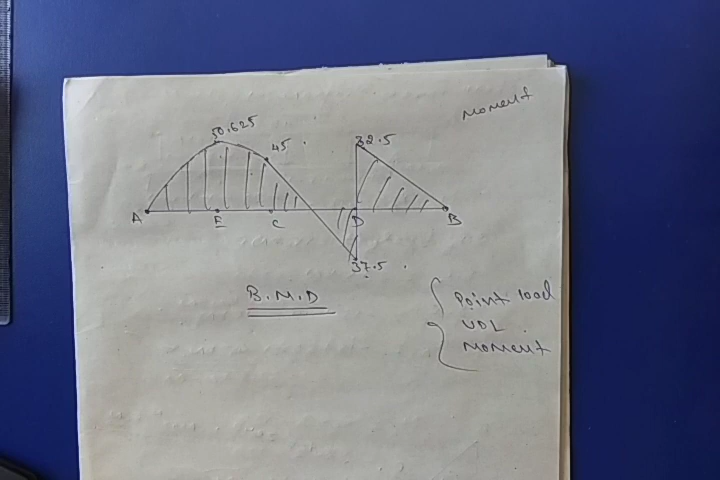 Moment
50.625
45
32.5
A
E
C
D
B
37.5
B.M.D
Point load
UDL
Moment